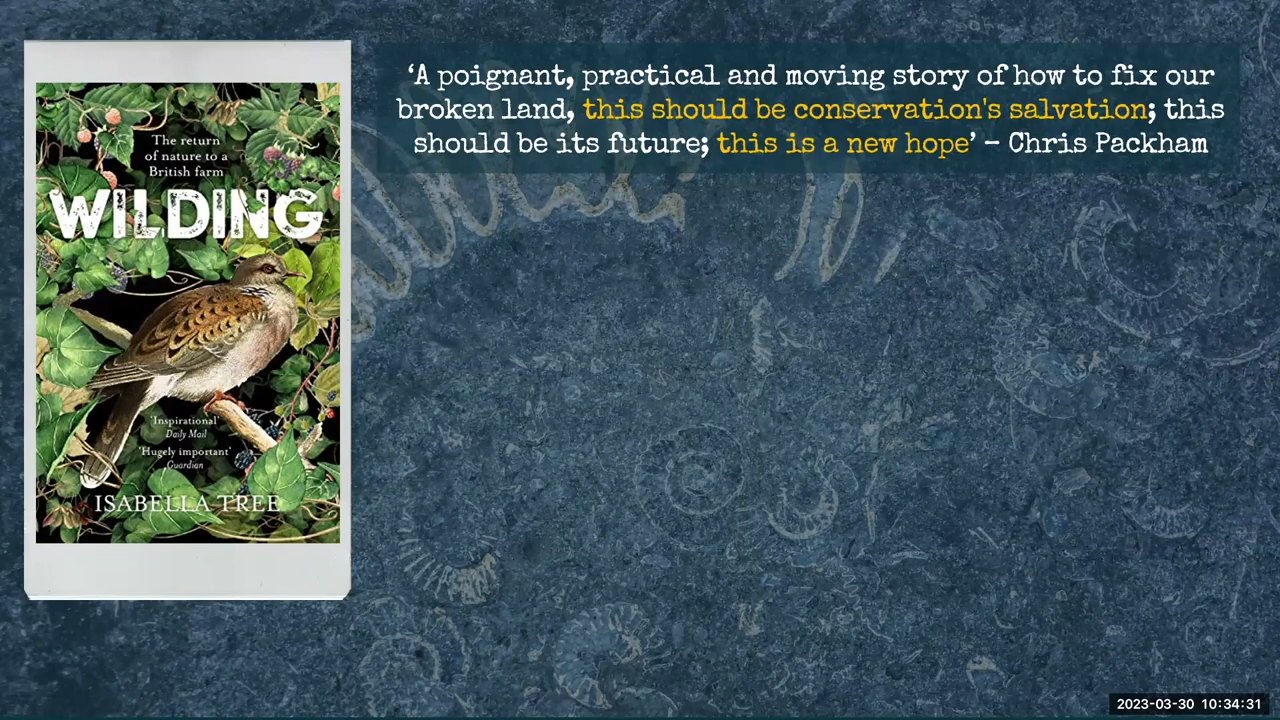 The return
of nature to a
British farm
WILDING
'Inspirational'
Daily Mail
'Hugely important'
Guardian
ISABELLA TREE
‘A poignant, practical and moving story of how to fix our
broken land, this should be conservation's salvation; this
should be its future; this is a new hope’ – Chris Packham
2023-03-30 10:34:31